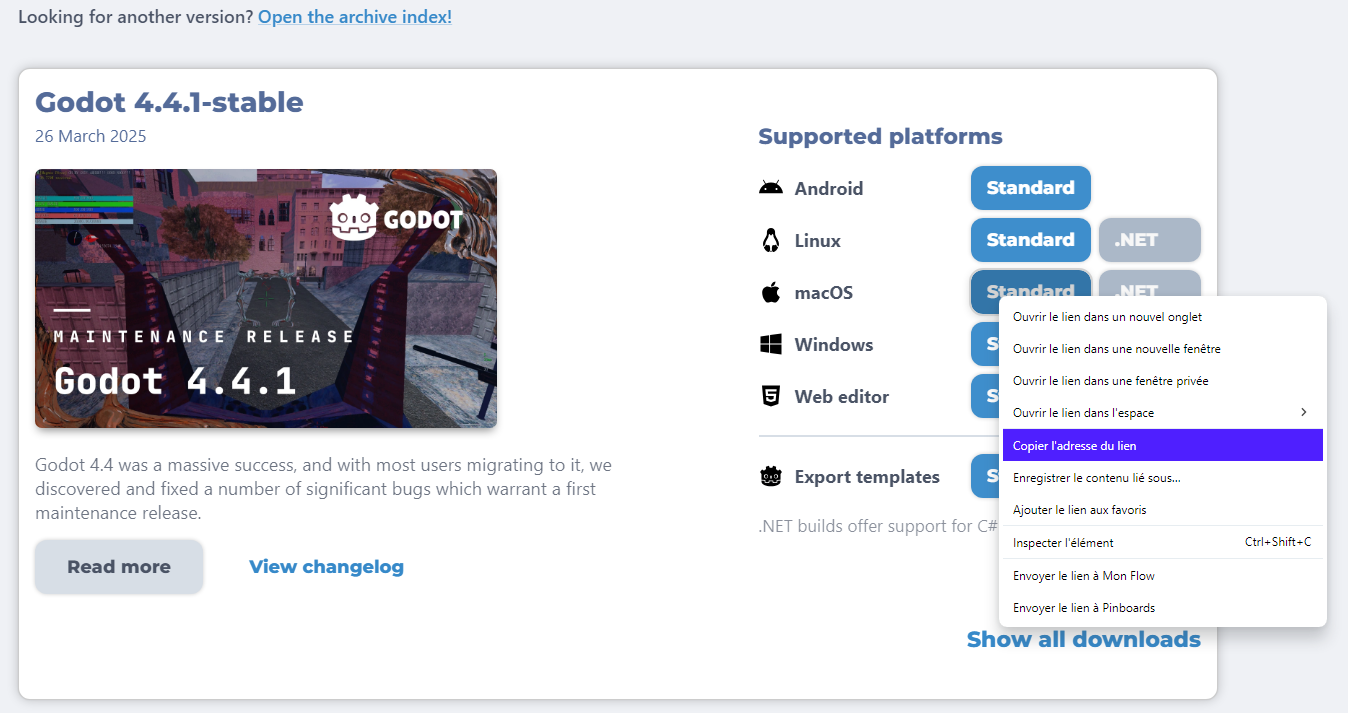 Looking for another version? Open the archive index!
Godot 4.4.1-stable
26 March 2025
GODOT
MAINTENANCE RELEASE
Godot 4.4.1
Godot 4.4 was a massive success, and with most users migrating to it, we
discovered and fixed a number of significant bugs which warrant a first
maintenance release.
Read more
View changelog
Supported platforms
Android
Standard
Linux
Standard
.NET
macOS
Standard
.NET
Windows
S
Web editor
S
Export templates
S
.NET builds offer support for C#
Show all downloads
Ouvrir le lien dans un nouvel onglet
Ouvrir le lien dans une nouvelle fenêtre
Ouvrir le lien dans une fenêtre privée
Ouvrir le lien dans l'espace
Copier l'adresse du lien
Enregistrer le contenu lié sous...
Ajouter le lien aux favoris
Inspecter l'élément Ctrl+Shift+C
Envoyer le lien à Mon Flow
Envoyer le lien à Pinboards